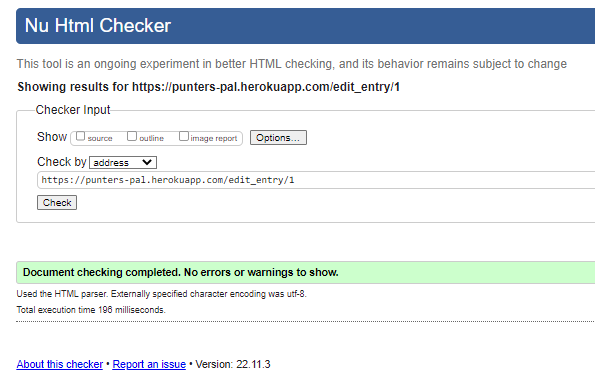 Nu Html Checker
This tool is an ongoing experiment in better HTML checking, and its behavior remains subject to change
Showing results for https://punters-pal.herokuapp.com/edit_entry/1
Checker Input
Show source outline image report Options...
Check by address
https://punters-pal.herokuapp.com/edit_entry/1
Check
Document checking completed. No errors or warnings to show.
Used the HTML parser. Externally specified character encoding was utf-8.
Total execution time 196 milliseconds.
About this checker • Report an issue • Version: 22.11.3